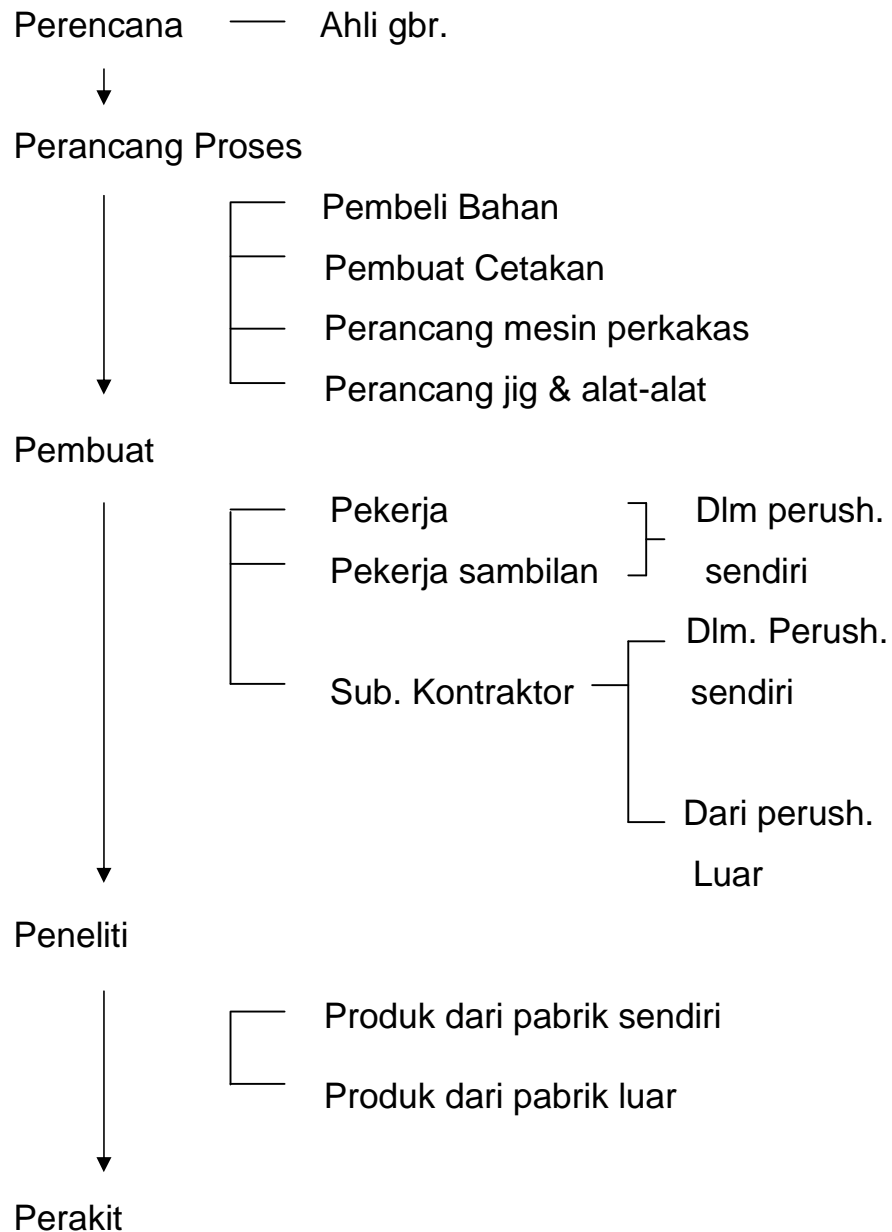 Perencana Ahli gbr.
Perancang Proses
Pembeli Bahan
Pembuat Cetakan
Perancang mesin perkakas
Perancang jig & alat-alat
Pembuat
Pekerja Dlm perush.
Pekerja sambilan sendiri
Dlm. Perush.
Sub. Kontraktor sendiri
Dari perush.
Luar
Peneliti
Produk dari pabrik sendiri
Produk dari pabrik luar
Perakit